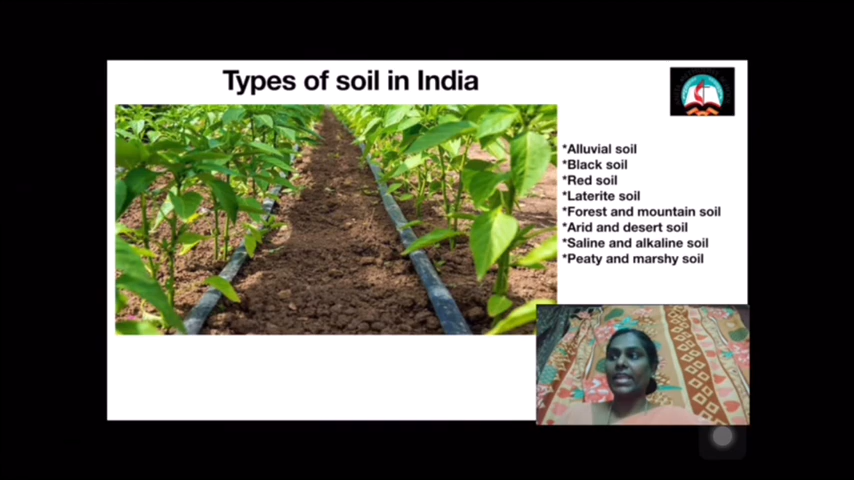 Types of soil in India
*Alluvial soil
*Black soil
*Red soil
*Laterite soil
*Forest and mountain soil
*Arid and desert soil
*Saline and alkaline soil
*Peaty and marshy soil